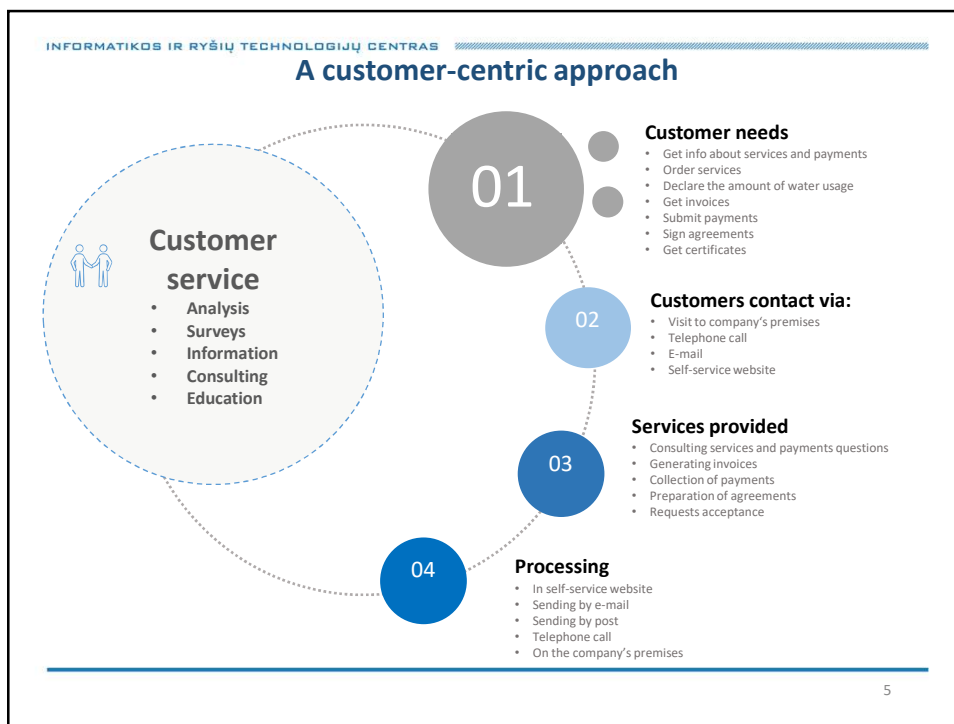 INFORMATIKOS IR RYŠIŲ TECHNOLOGIJŲ CENTRAS
A customer-centric approach
Customer
service
• Analysis
• Surveys
• Information
• Consulting
• Education
01
Customer needs
• Get info about services and payments
• Order services
• Declare the amount of water usage
• Get invoices
• Submit payments
• Sign agreements
• Get certificates
02
Customers contact via:
• Visit to company‘s premises
• Telephone call
• E-mail
• Self-service website
03
Services provided
• Consulting services and payments questions
• Generating invoices
• Collection of payments
• Preparation of agreements
• Requests acceptance
04
Processing
• In self-service website
• Sending by e-mail
• Sending by post
• Telephone call
• On the company’s premises
5